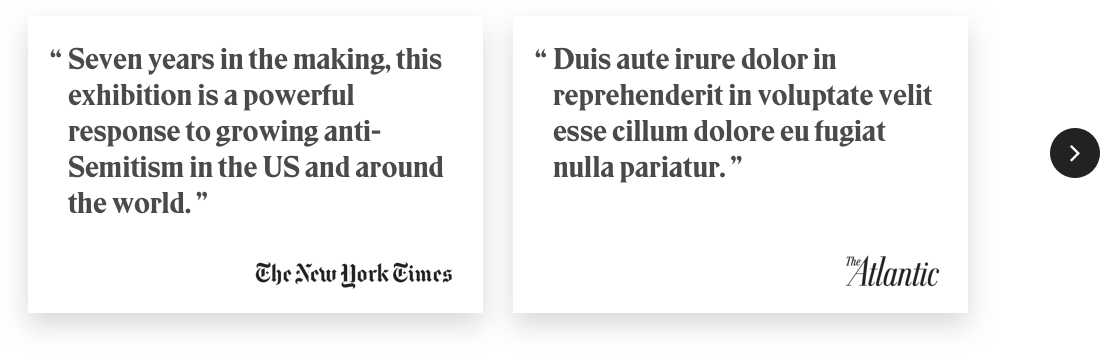 “ Seven years in the making, this
exhibition is a powerful
response to growing anti-
Semitism in the US and around
the world. ”
The New York Times
“ Duis aute irure dolor in
reprehenderit in voluptate velit
esse cillum dolore eu fugiat
nulla pariatur. ”
The Atlantic